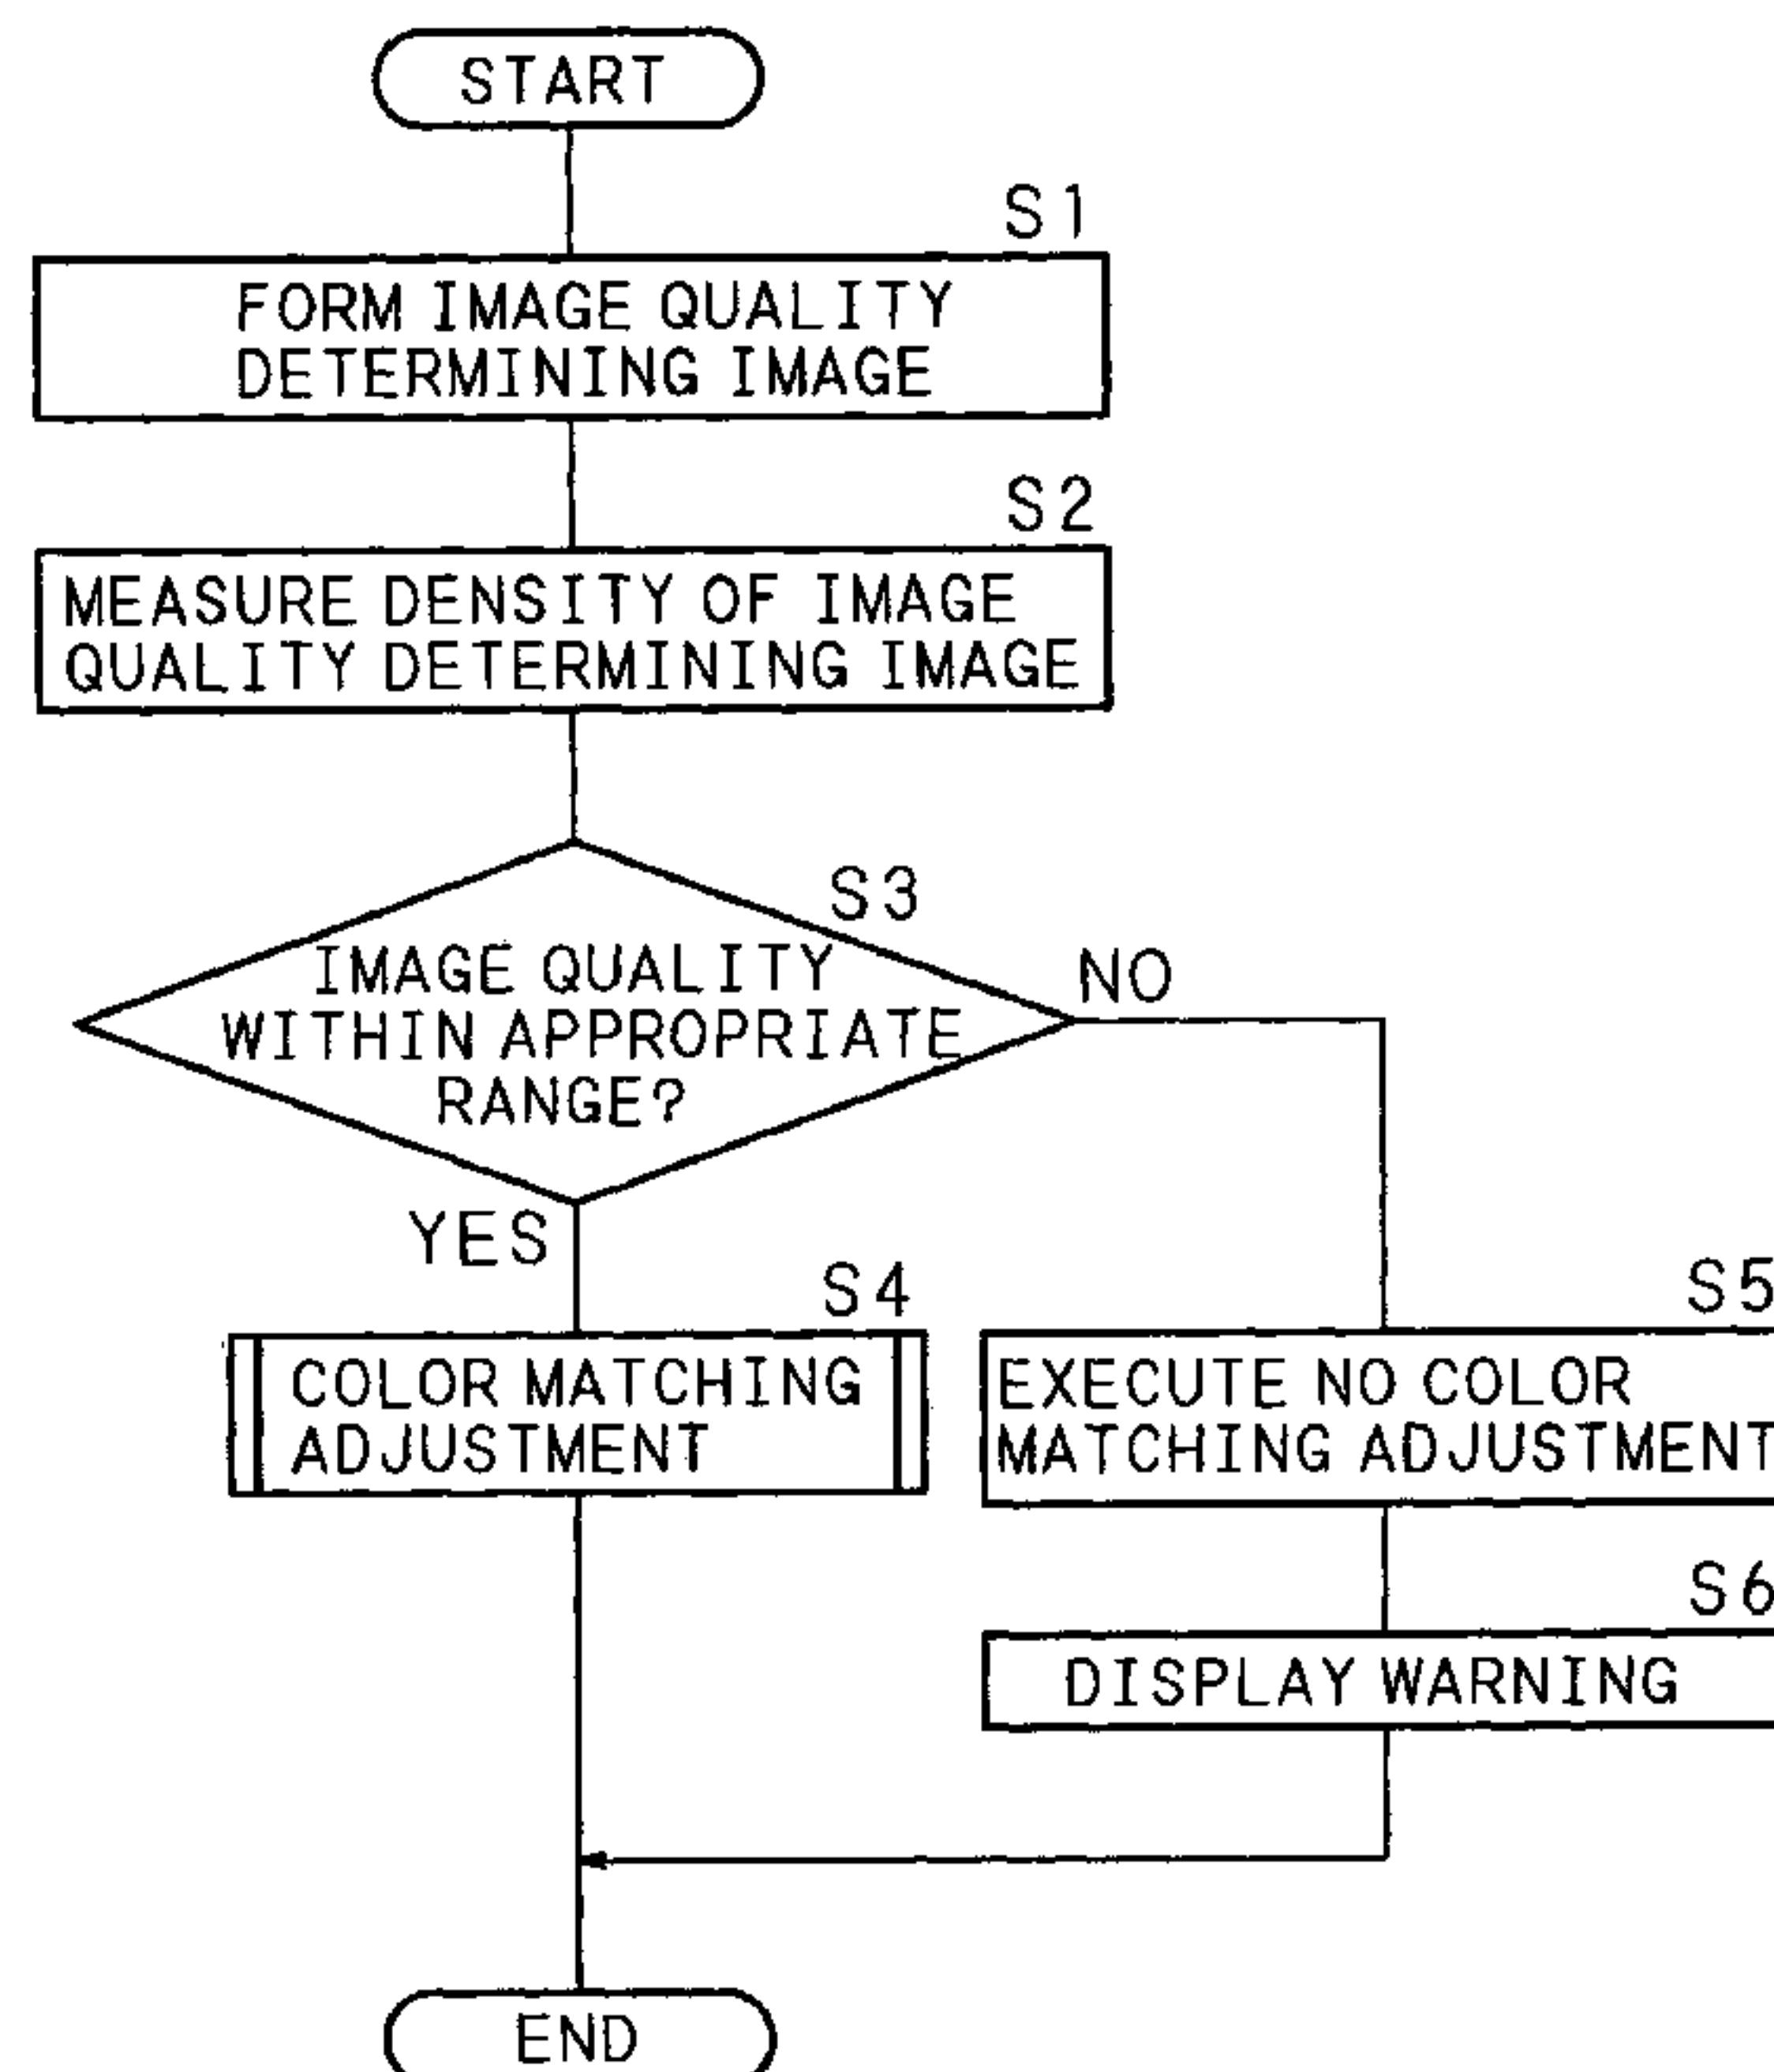 START
S1
FORM IMAGE QUALITY
DETERMINING IMAGE
S2
MEASURE DENSITY OF IMAGE
QUALITY DETERMINING IMAGE
S3
IMAGE QUALITY
WITHIN APPROPRIATE
RANGE?
NO
YES
S4
COLOR MATCHING
ADJUSTMENT
S5
EXECUTE NO COLOR
MATCHING ADJUSTMENT
S6
DISPLAY WARNING
END